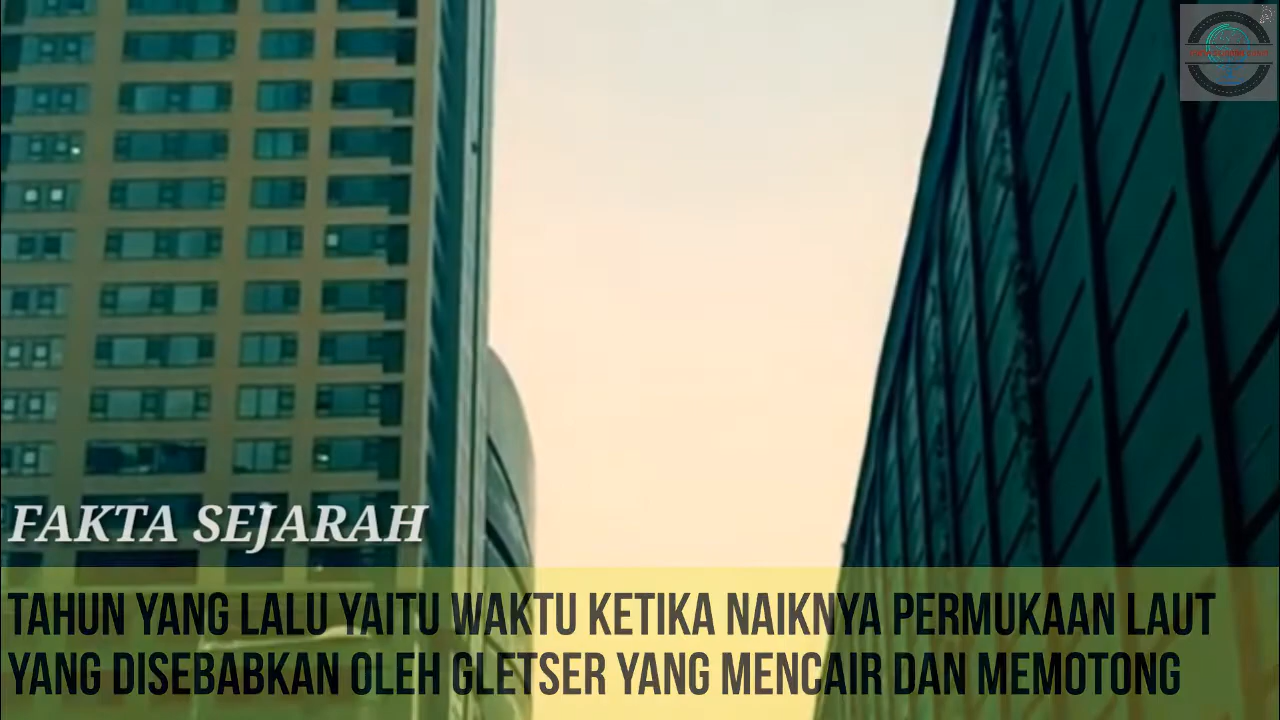 FAKTA SEJARAH
TAHUN YANG LALU YAITU WAKTU KETIKA NAIKNYA PERMUKAAN LAUT
YANG DISEBABKAN OLEH GLETSER YANG MENCAIR DAN MEMOTONG